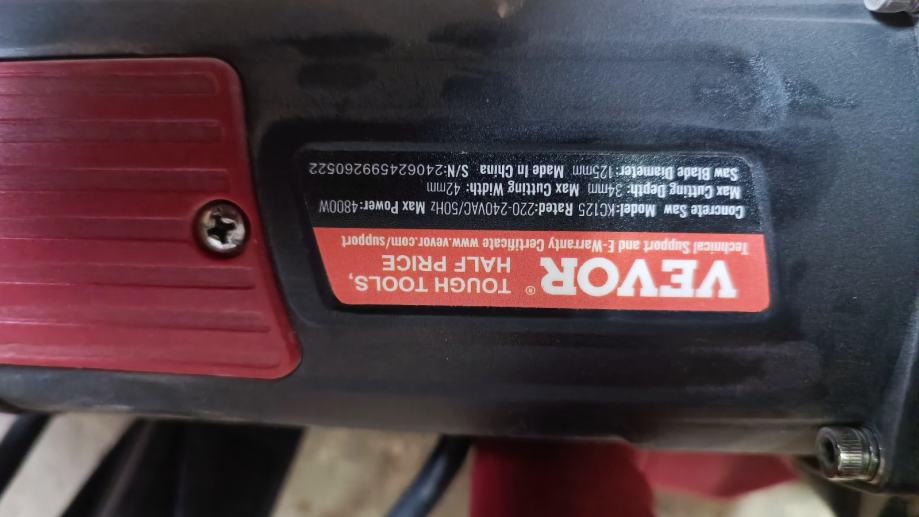 VEVOR®
TOUGH TOOLS,
HALF PRICE
Technical Support and E-Warranty Certificate www.vevor.com/support
Concrete Saw Model:KC125 Rated:220-240VAC/50Hz Max Power:4800W
Max Cutting Depth: 34mm Max Cutting Width: 42mm
Saw Blade Diameter:125mm Made In China S/N:2406245999260522